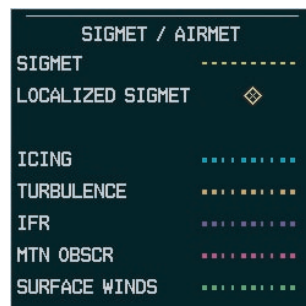 SIGMET / AIRMET
SIGMET
LOCALIZED SIGMET
ICING
TURBULENCE
IFR
MTN OBSCR
SURFACE WINDS